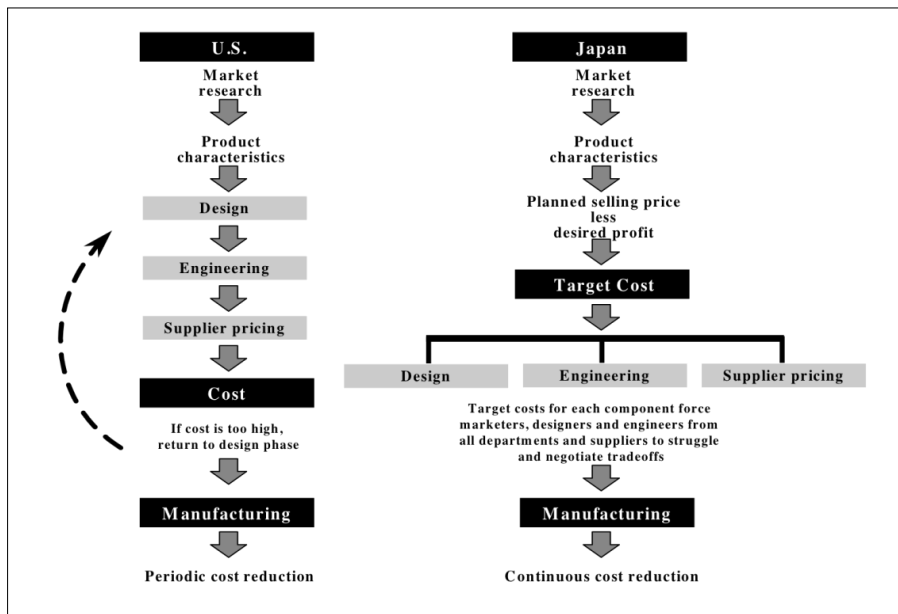 U.S.
Market
research
Product
characteristics
Design
Engineering
Supplier pricing
Cost
If cost is too high,
return to design phase
Manufacturing
Periodic cost reduction
Japan
Market
research
Product
characteristics
Planned selling price
less
desired profit
Target Cost
Design
Engineering
Supplier pricing
Target costs for each component force
marketers, designers and engineers from
all departments and suppliers to struggle
and negotiate tradeoffs
Manufacturing
Continuous cost reduction